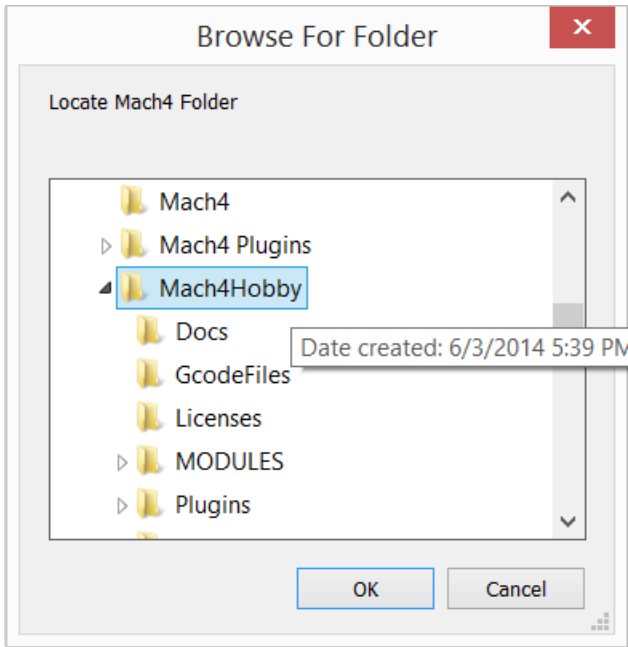 Browse For Folder
Locate Mach4 Folder
Mach4
Mach4 Plugins
Mach4Hobby
Docs
Date created: 6/3/2014 5:39 PM
GcodeFiles
Licenses
MODULES
Plugins
OK
Cancel